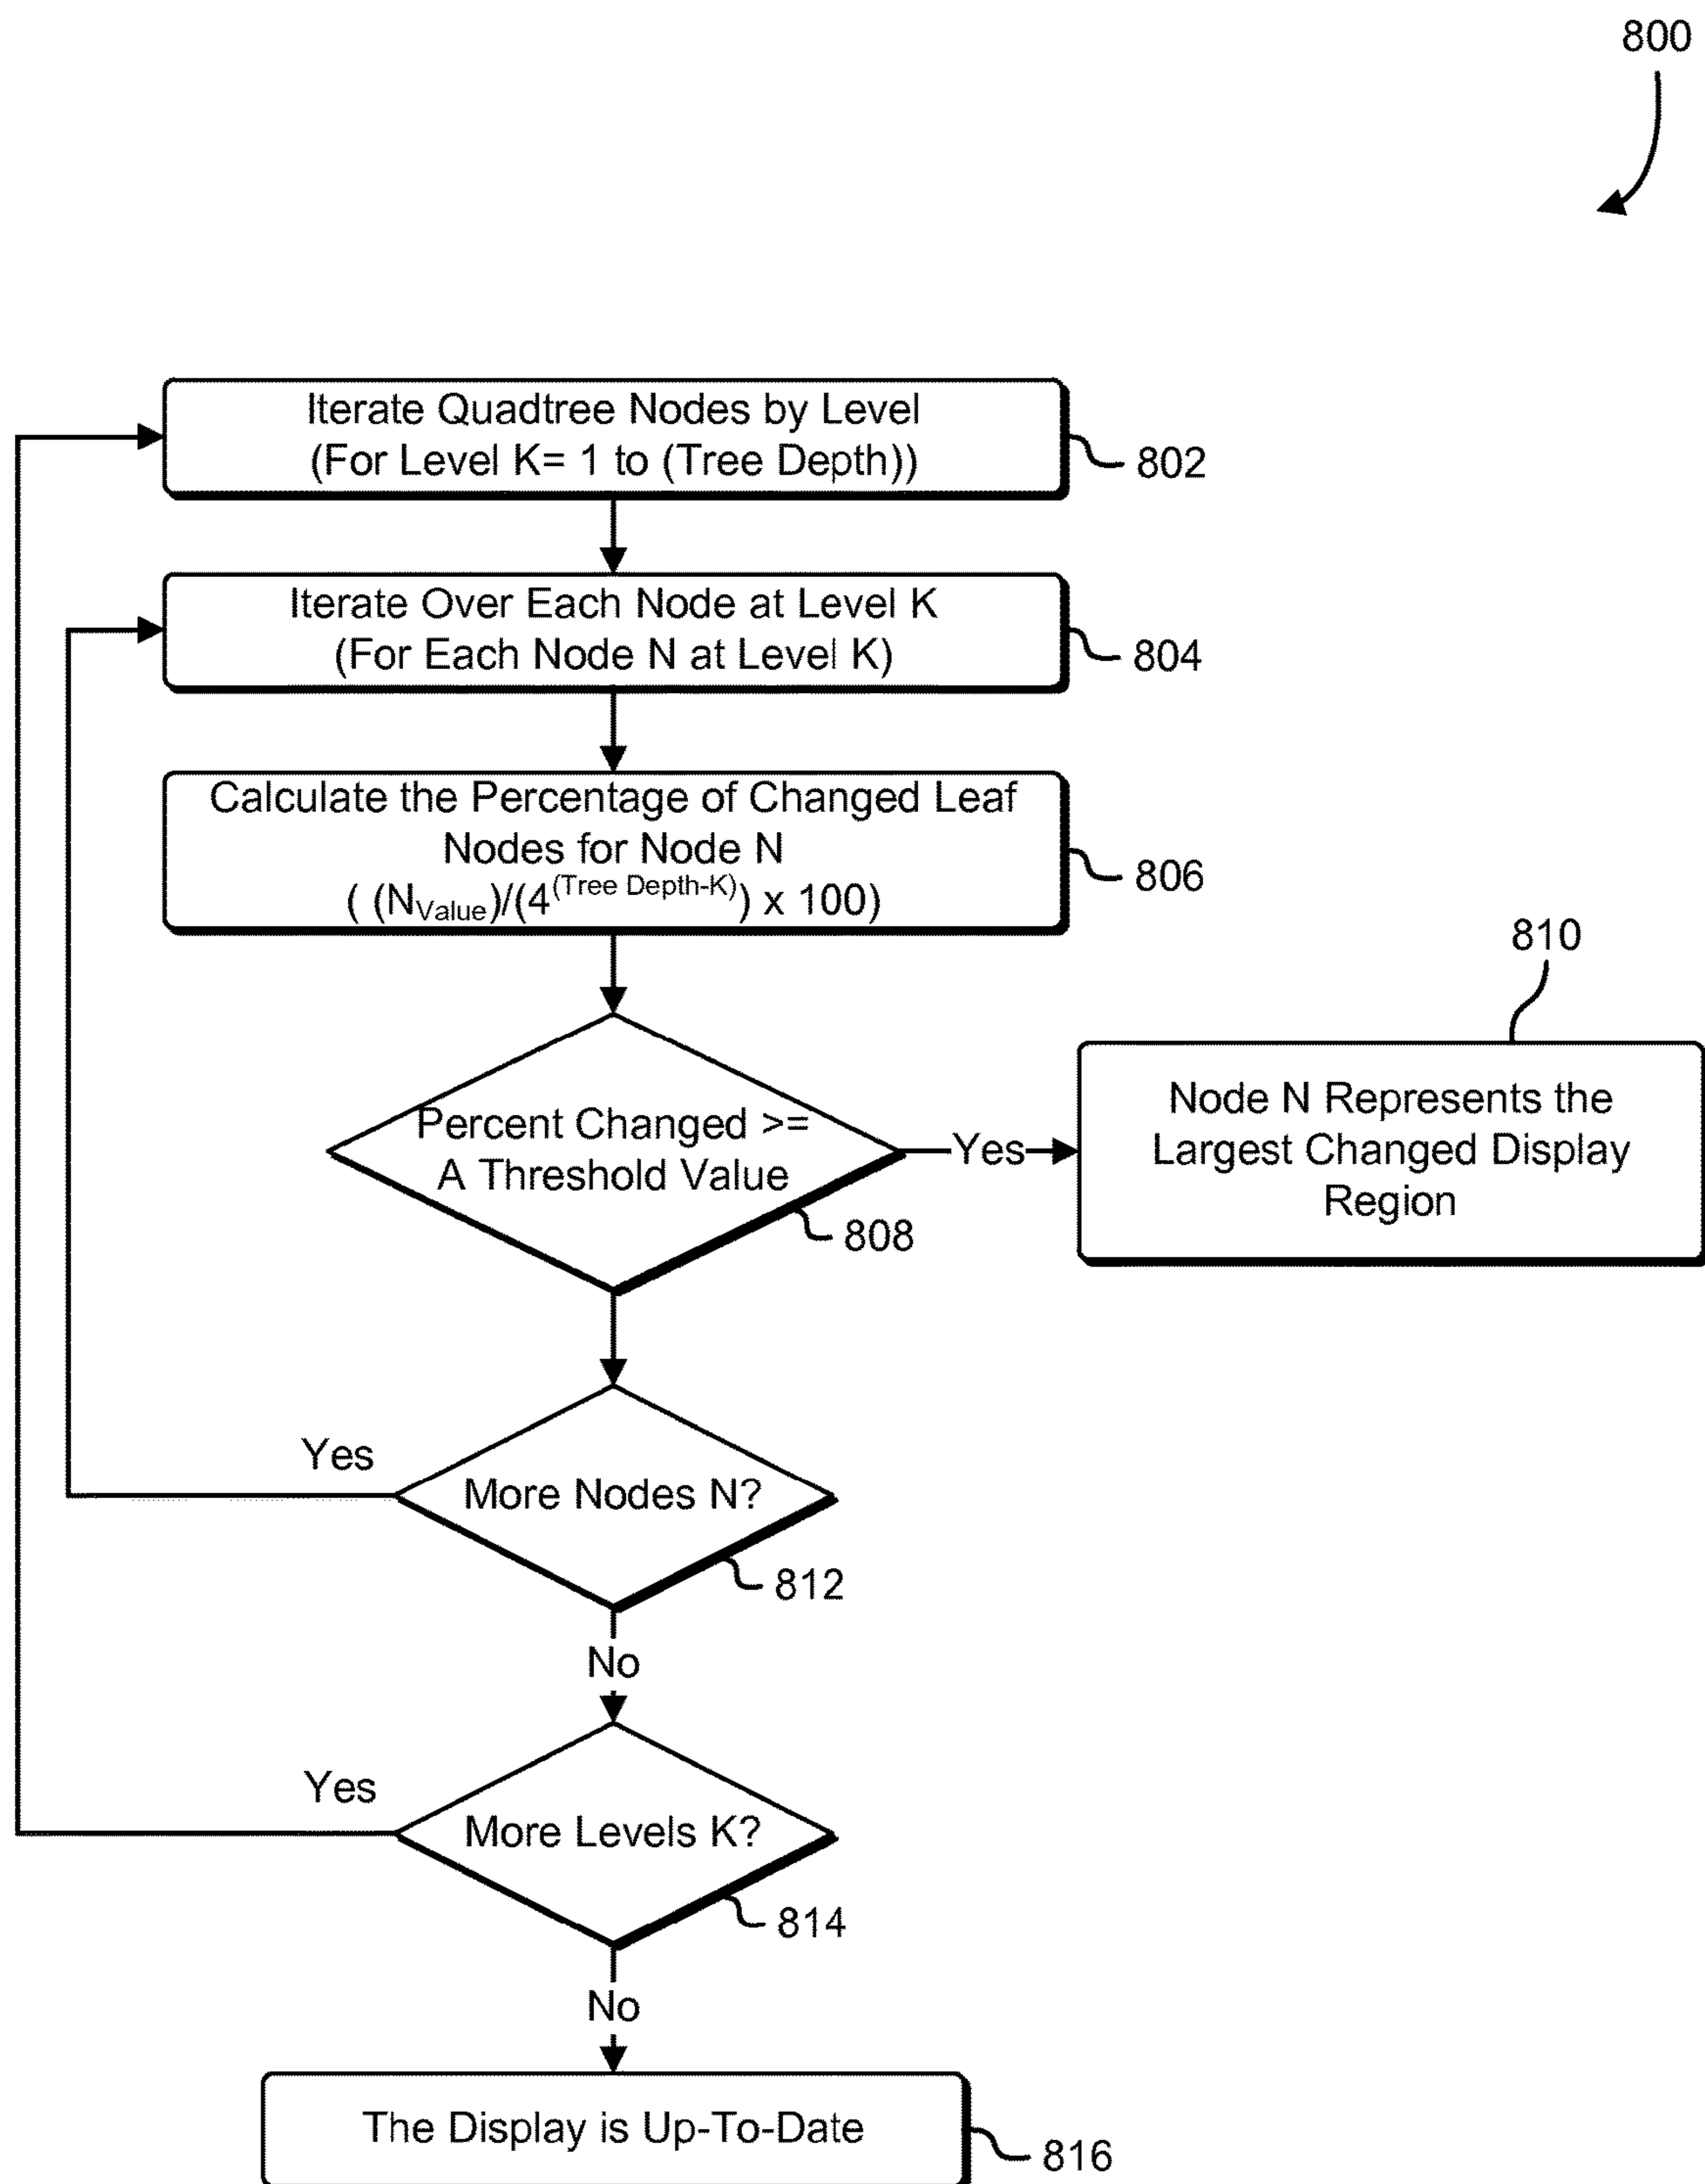 800
Iterate Quadtree Nodes by Level
(For Level K= 1 to (Tree Depth))
802
Iterate Over Each Node at Level K
(For Each Node N at Level K)
804
Calculate the Percentage of Changed Leaf
Nodes for Node N
( (N_Value)/(4^(Tree Depth-K)) x 100)
806
810
Node N Represents the
Largest Changed Display
Region
Percent Changed >=
A Threshold Value
Yes
808
Yes
More Nodes N?
812
No
Yes
More Levels K?
814
No
The Display is Up-To-Date
816